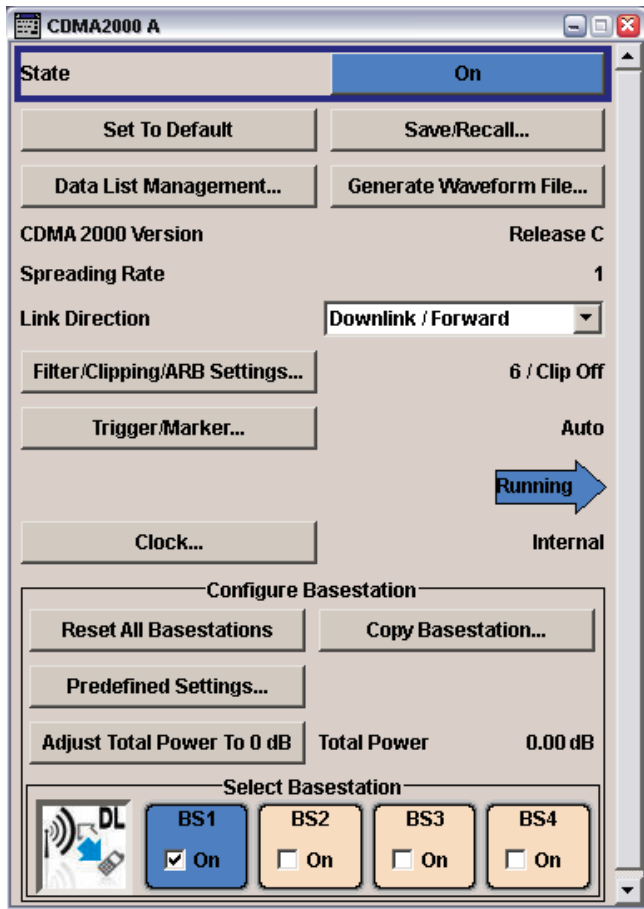 CDMA2000 A
State On
Set To Default Save/Recall...
Data List Management... Generate Waveform File...
CDMA 2000 Version Release C
Spreading Rate 1
Link Direction Downlink / Forward
Filter/Clipping/ARB Settings... 6 / Clip Off
Trigger/Marker... Auto
Running
Clock... Internal
Configure Basestation
Reset All Basestations Copy Basestation...
Predefined Settings...
Adjust Total Power To 0 dB Total Power 0.00 dB
Select Basestation
DL BS1 BS2 BS3 BS4
On On On On